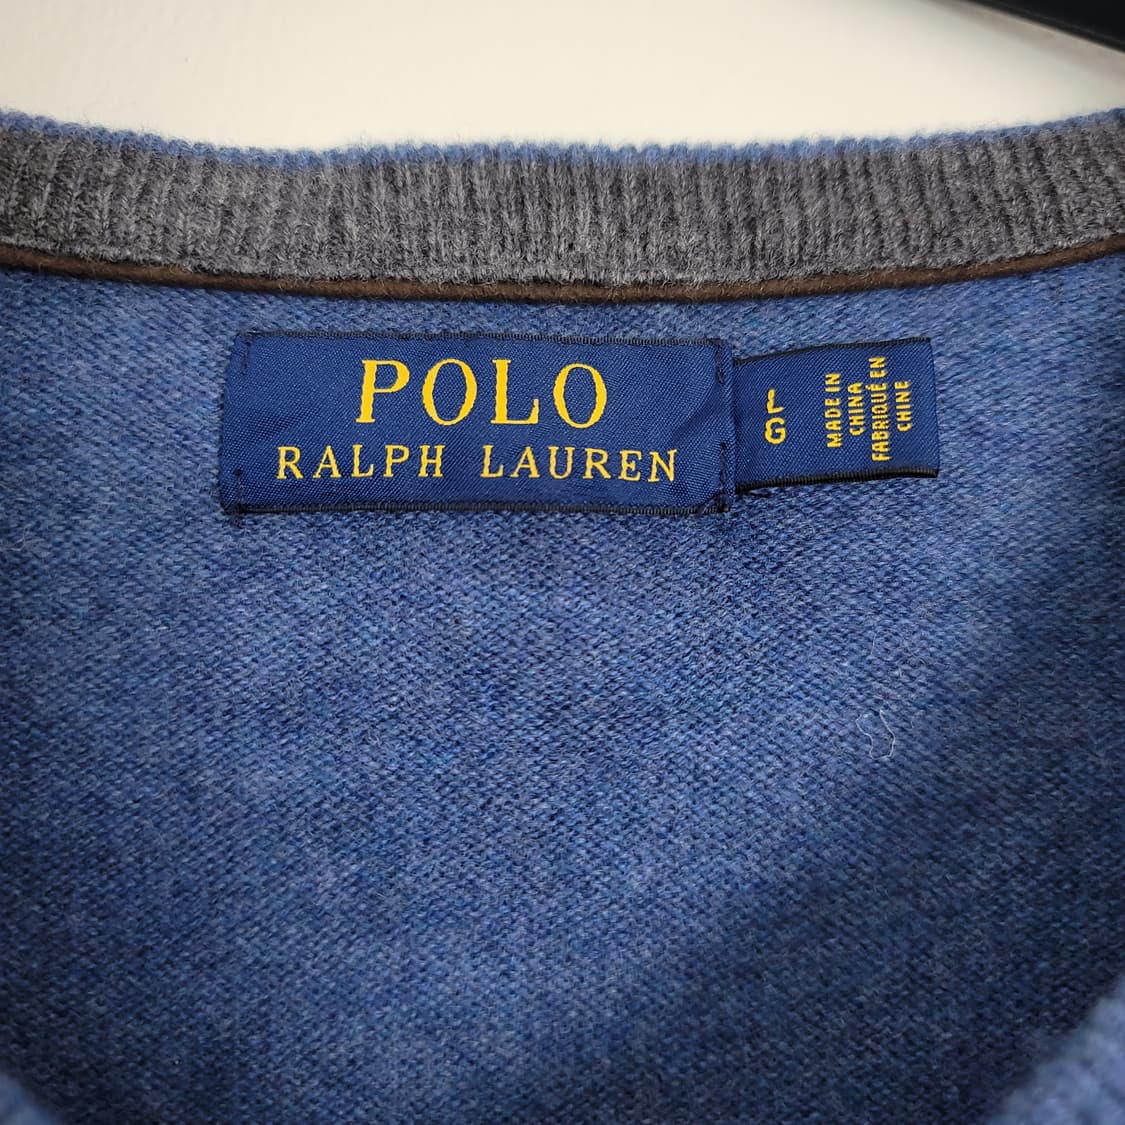 POLO
RALPH LAUREN
L
G
MADE IN
CHINA
FABRIQUÉ EN
CHINE